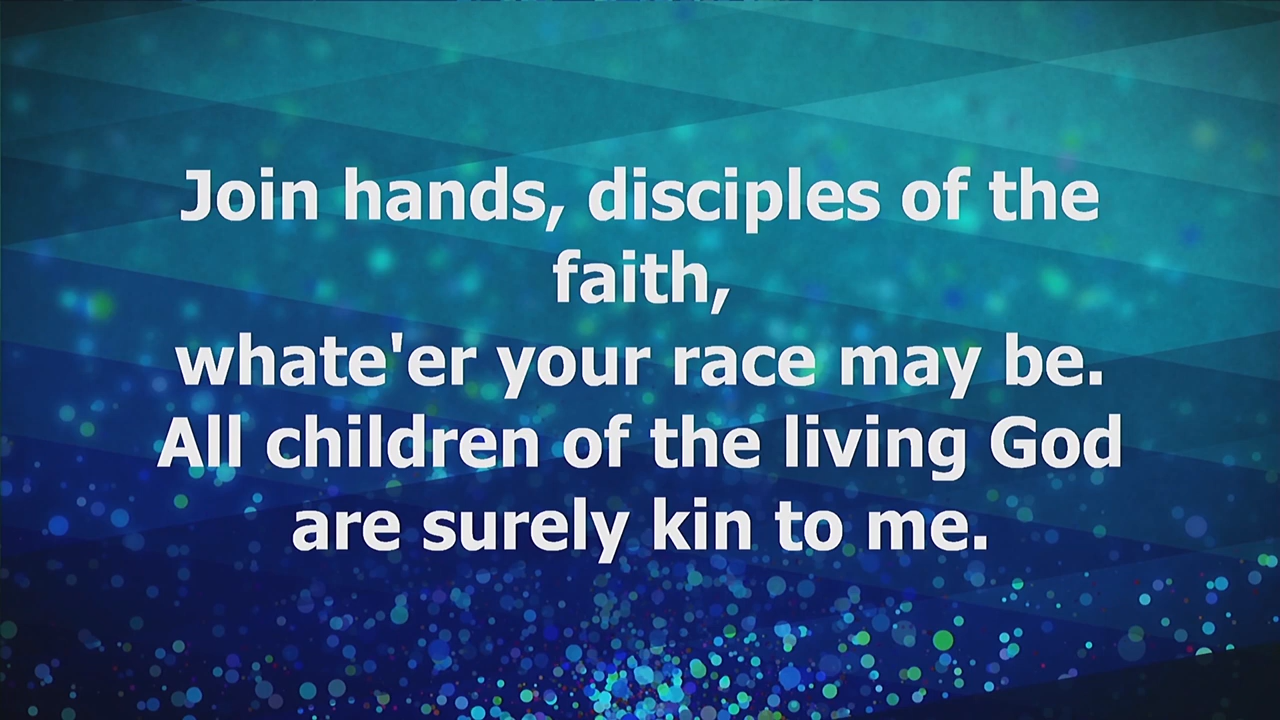 Join hands, disciples of the
faith,
whate'er your race may be.
All children of the living God
are surely kin to me.